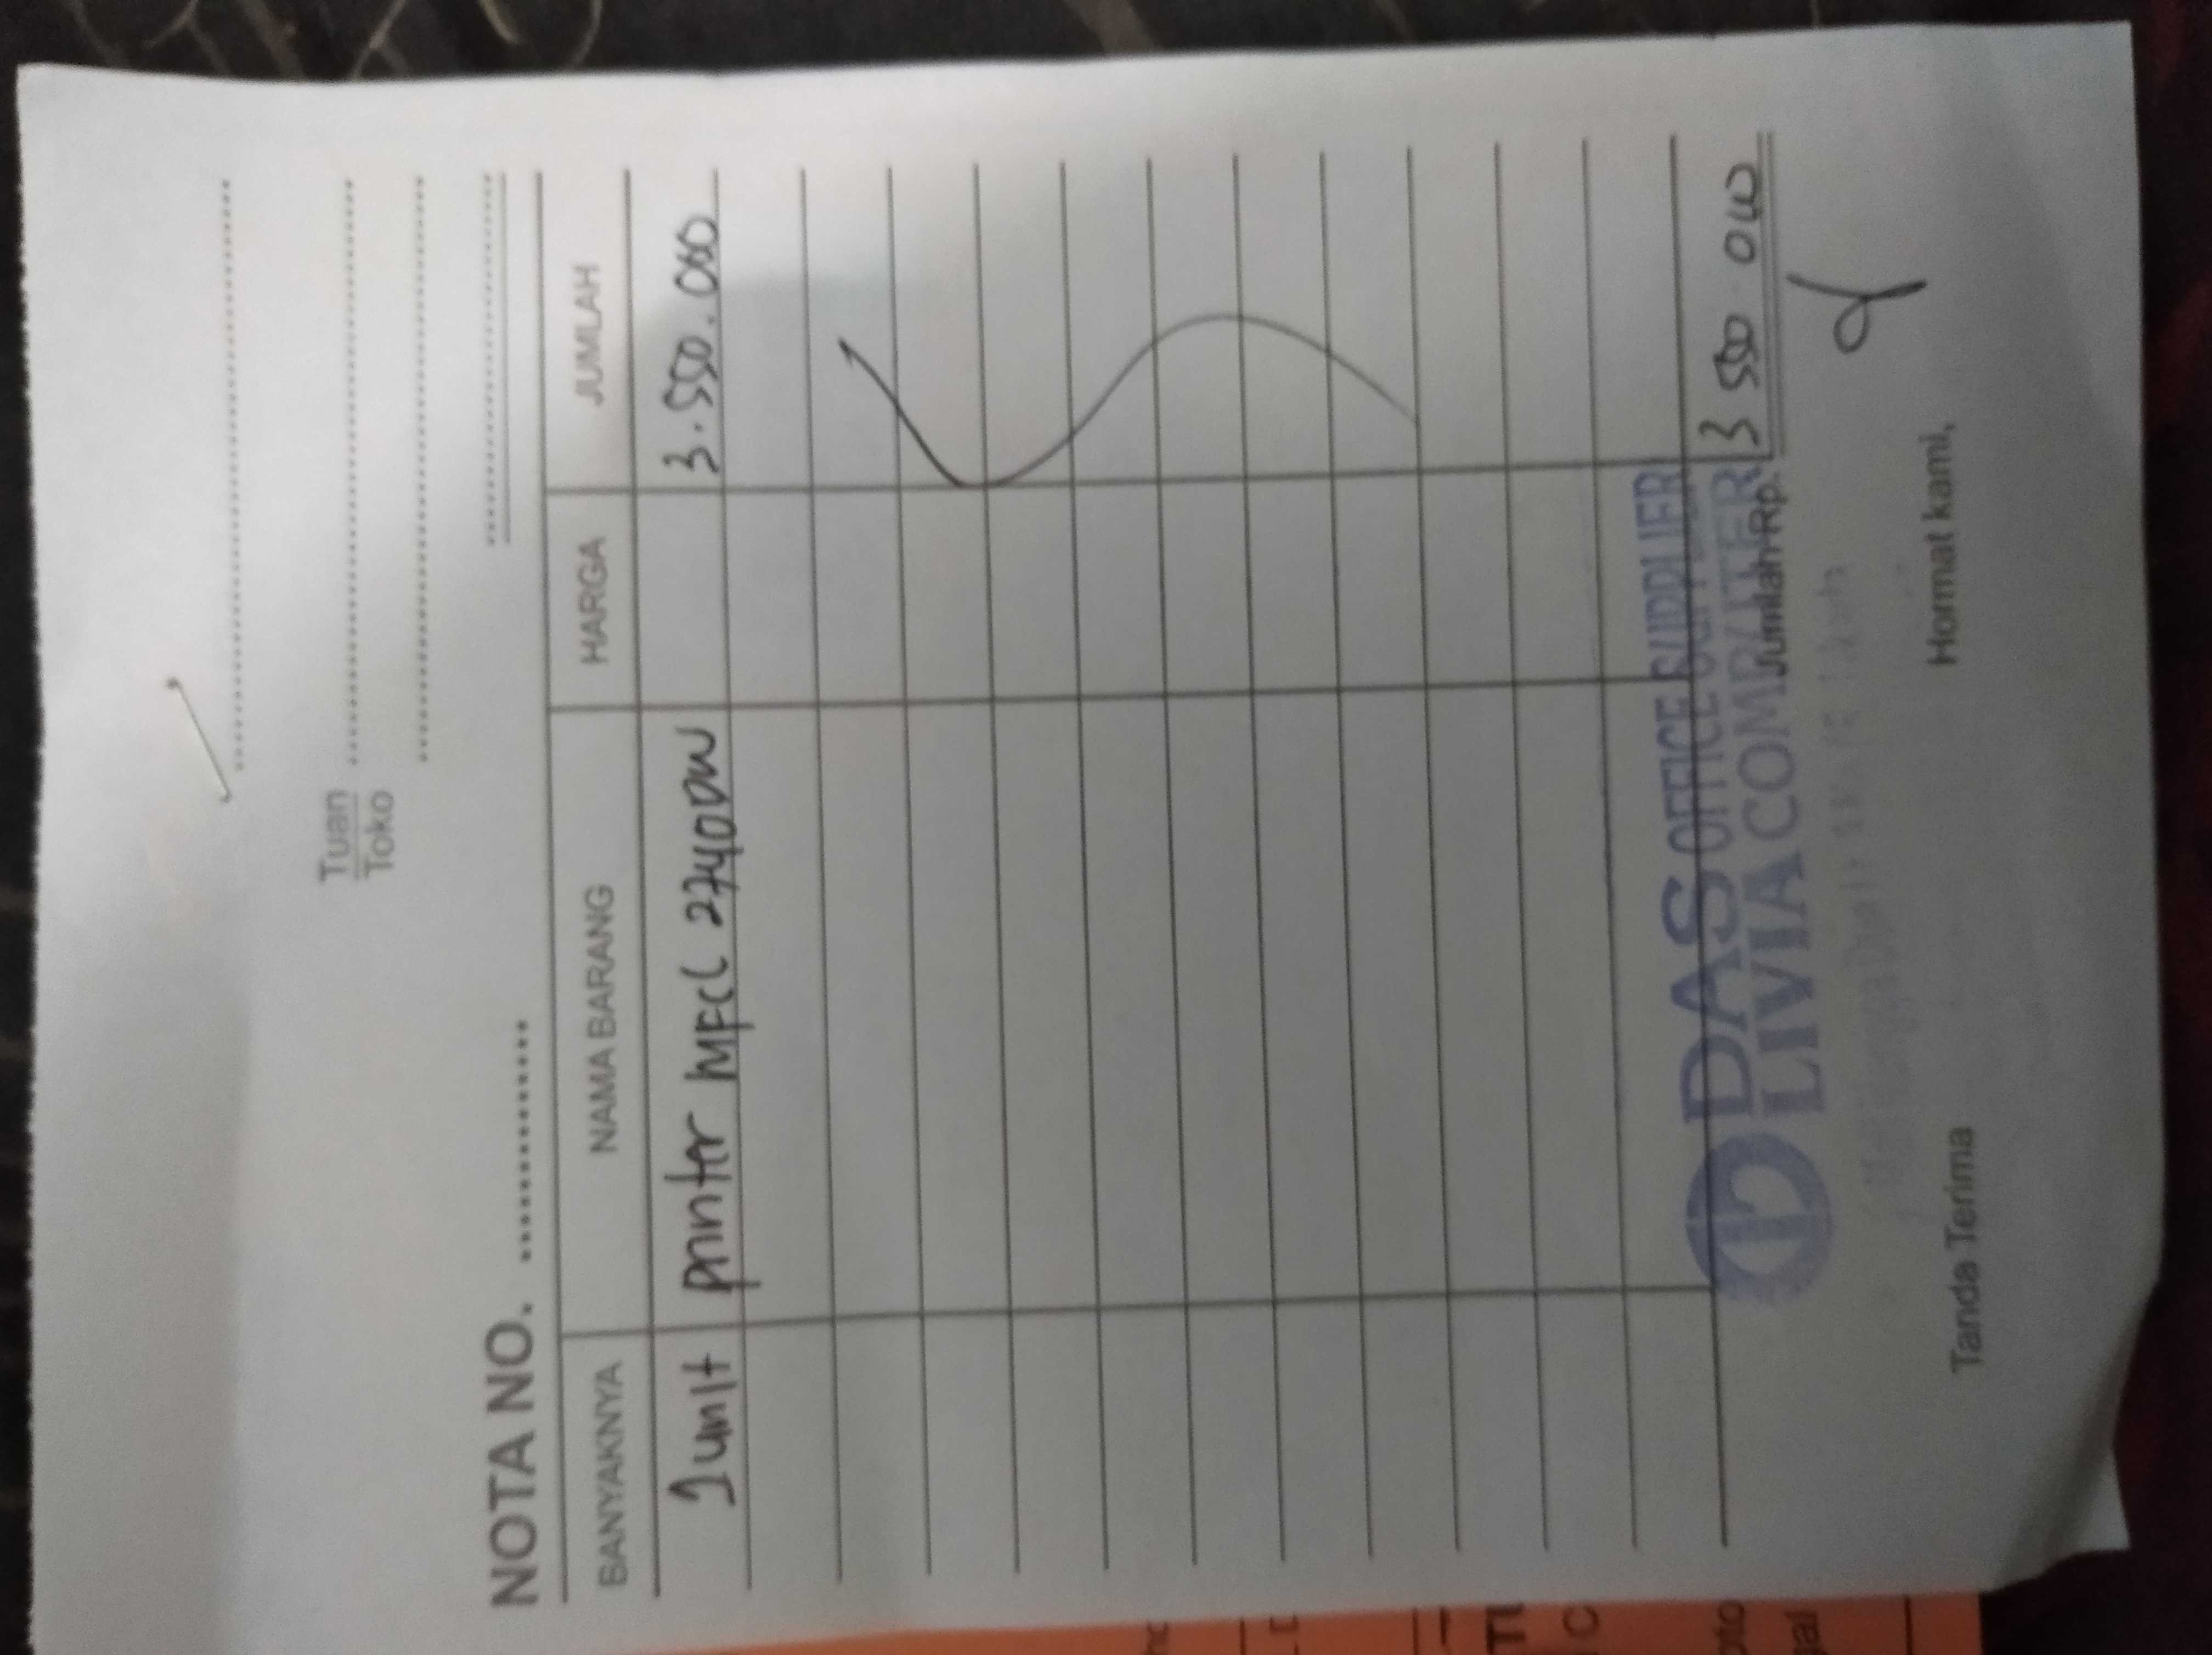 Tuan
Toko
NOTA NO.
BANYAKNYA NAMA BARANG HARGA JUMLAH
1 unit printer MFCL 2740DW 3.550.000
DAS OFFICE SUPPLIER
LIVIA COMPUTER
Jumlah Rp. 3 550 000
Tanda Terima Hormat kami,